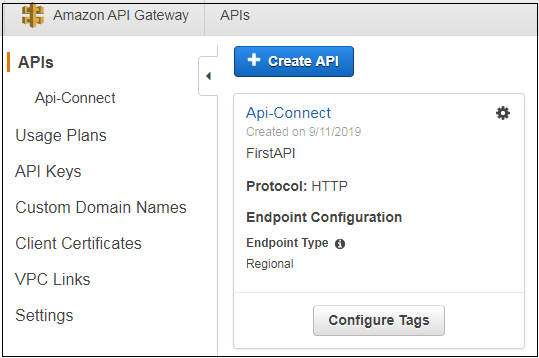 Amazon API Gateway APIs
APIs
Api-Connect
Usage Plans
API Keys
Custom Domain Names
Client Certificates
VPC Links
Settings
+ Create API
Api-Connect
Created on 9/11/2019
FirstAPI
Protocol: HTTP
Endpoint Configuration
Endpoint Type
Regional
Configure Tags